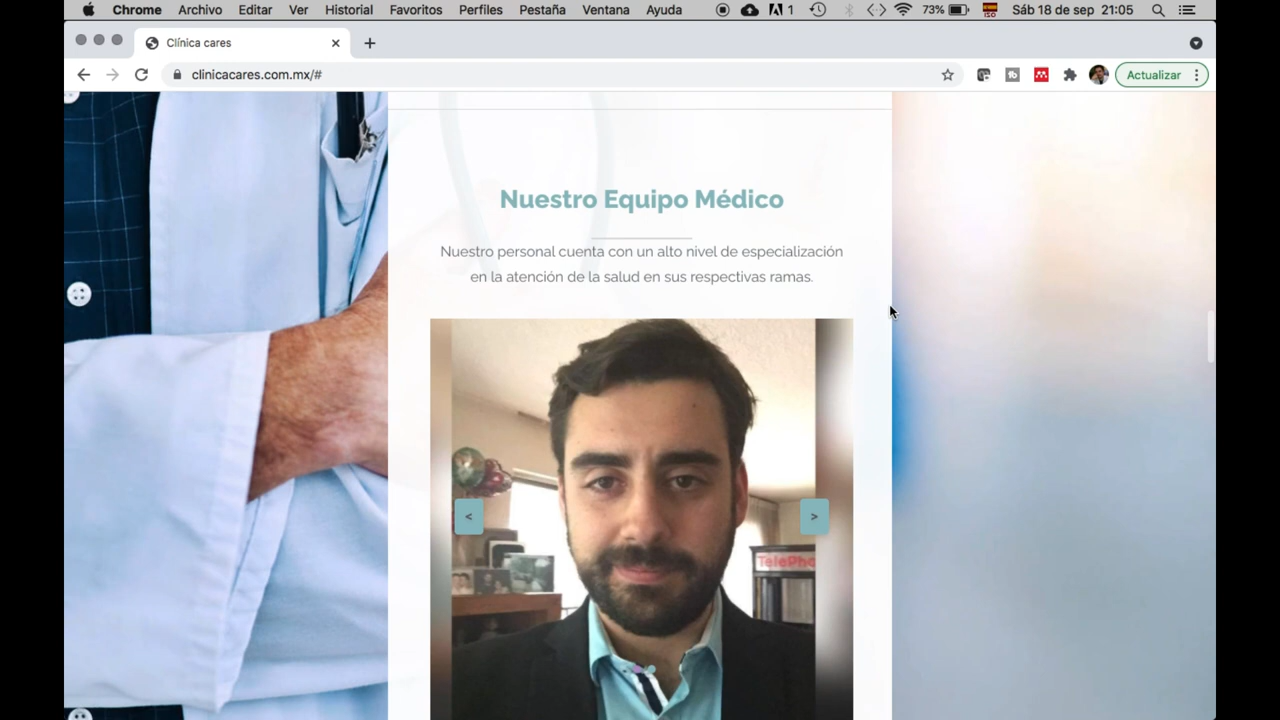 Chrome Archivo Editar Ver Historial Favoritos Perfiles Pestaña Ventana Ayuda 1 73% ISO Sáb 18 de sep 21:05
Clínica cares
clinicacares.com.mx/# Actualizar
Nuestro Equipo Médico
Nuestro personal cuenta con un alto nivel de especialización
en la atención de la salud en sus respectivas ramas.
< >